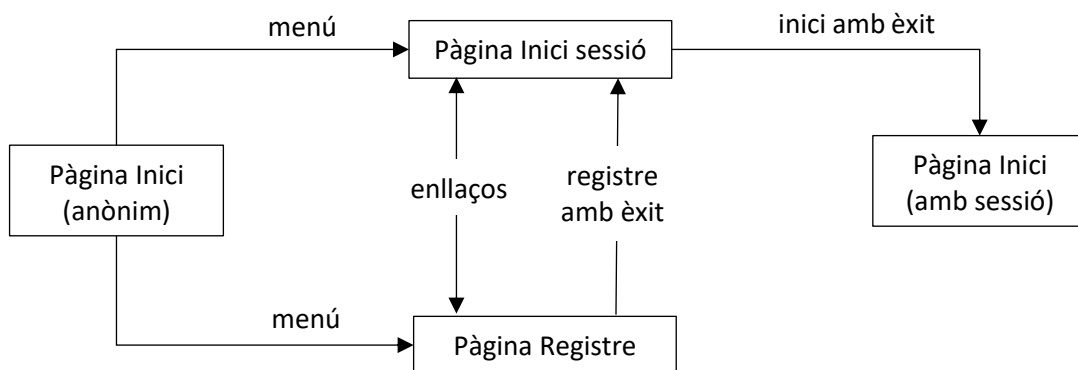 menú
Pàgina Inici sessió
inici amb èxit
Pàgina Inici
(anònim)
enllaços
registre
amb èxit
Pàgina Inici
(amb sessió)
menú
Pàgina Registre